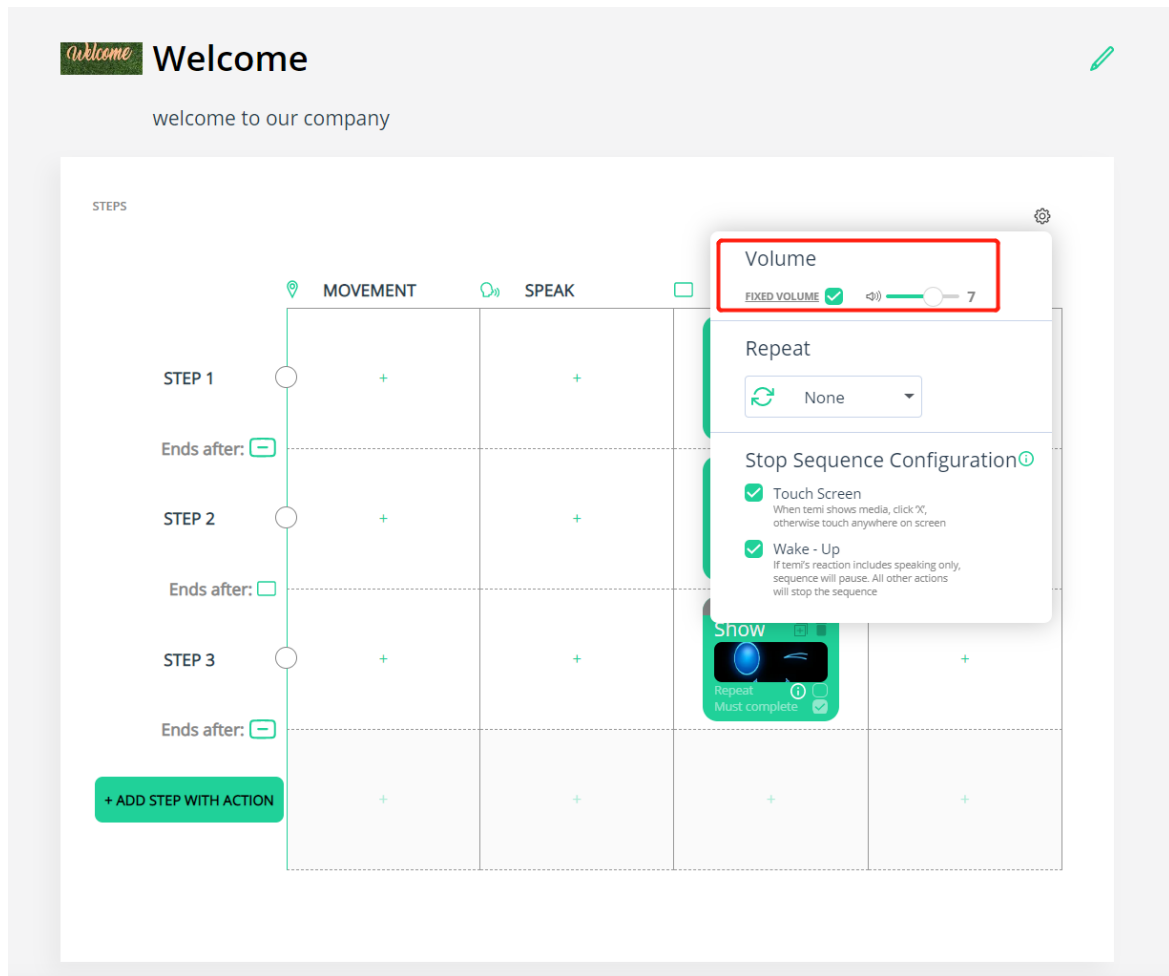 Welcome
Welcome
welcome to our company
STEPS
Volume
FIXED VOLUME 7
MOVEMENT SPEAK
Repeat
None
STEP 1 + +
Ends after:
Stop Sequence Configuration
Touch Screen
When temi shows media, click 'X',
otherwise touch anywhere on screen
STEP 2 + +
Wake - Up
If temi's reaction includes speaking only,
sequence will pause. All other actions
will stop the sequence
Ends after:
Show
STEP 3 + + +
Repeat
Must complete
Ends after:
+ ADD STEP WITH ACTION + + + +